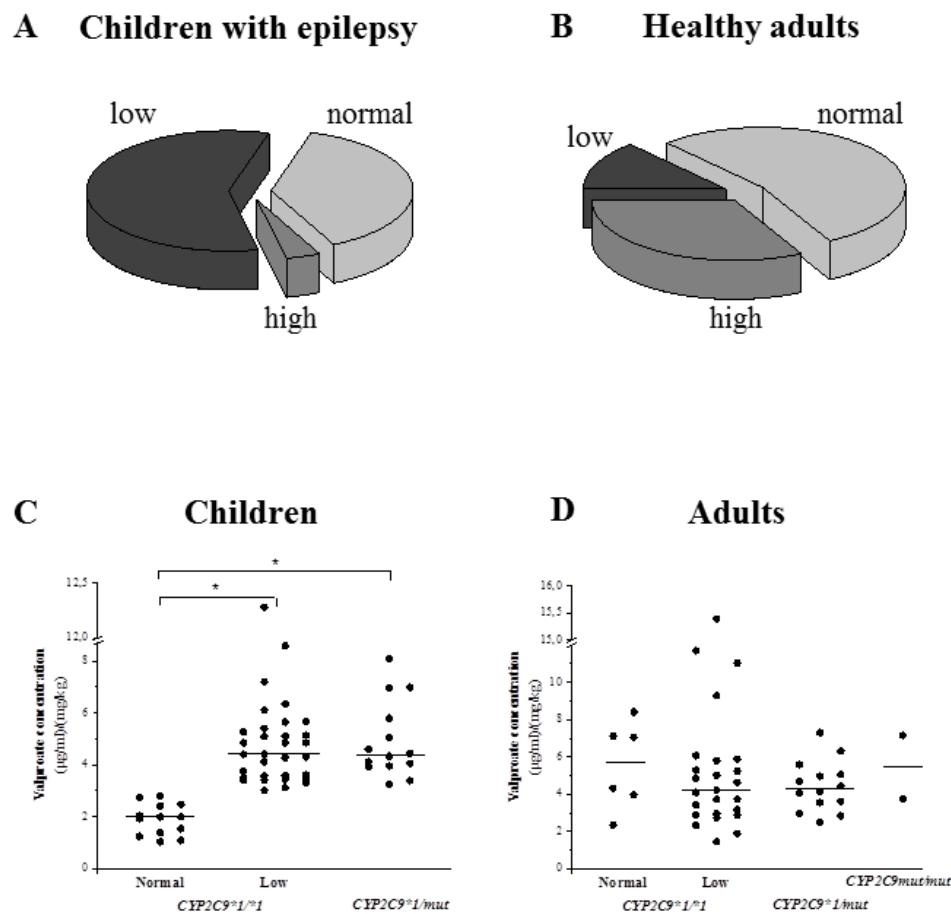 A Children with epilepsy
low
normal
high
B Healthy adults
low
normal
high
C Children
*
*
12,5
12,0
8
6
4
2
0
Valproate concentration
(µg/ml)/(mg/kg)
Normal
Low
CYP2C9*1/*1
CYP2C9*1/mut
D Adults
16,0
15,5
15,0
10
8
6
4
2
0
Valproate concentration
(µg/ml)/(mg/kg)
Normal
Low
CYP2C9mut/mut
CYP2C9*1/*1
CYP2C9*1/mut